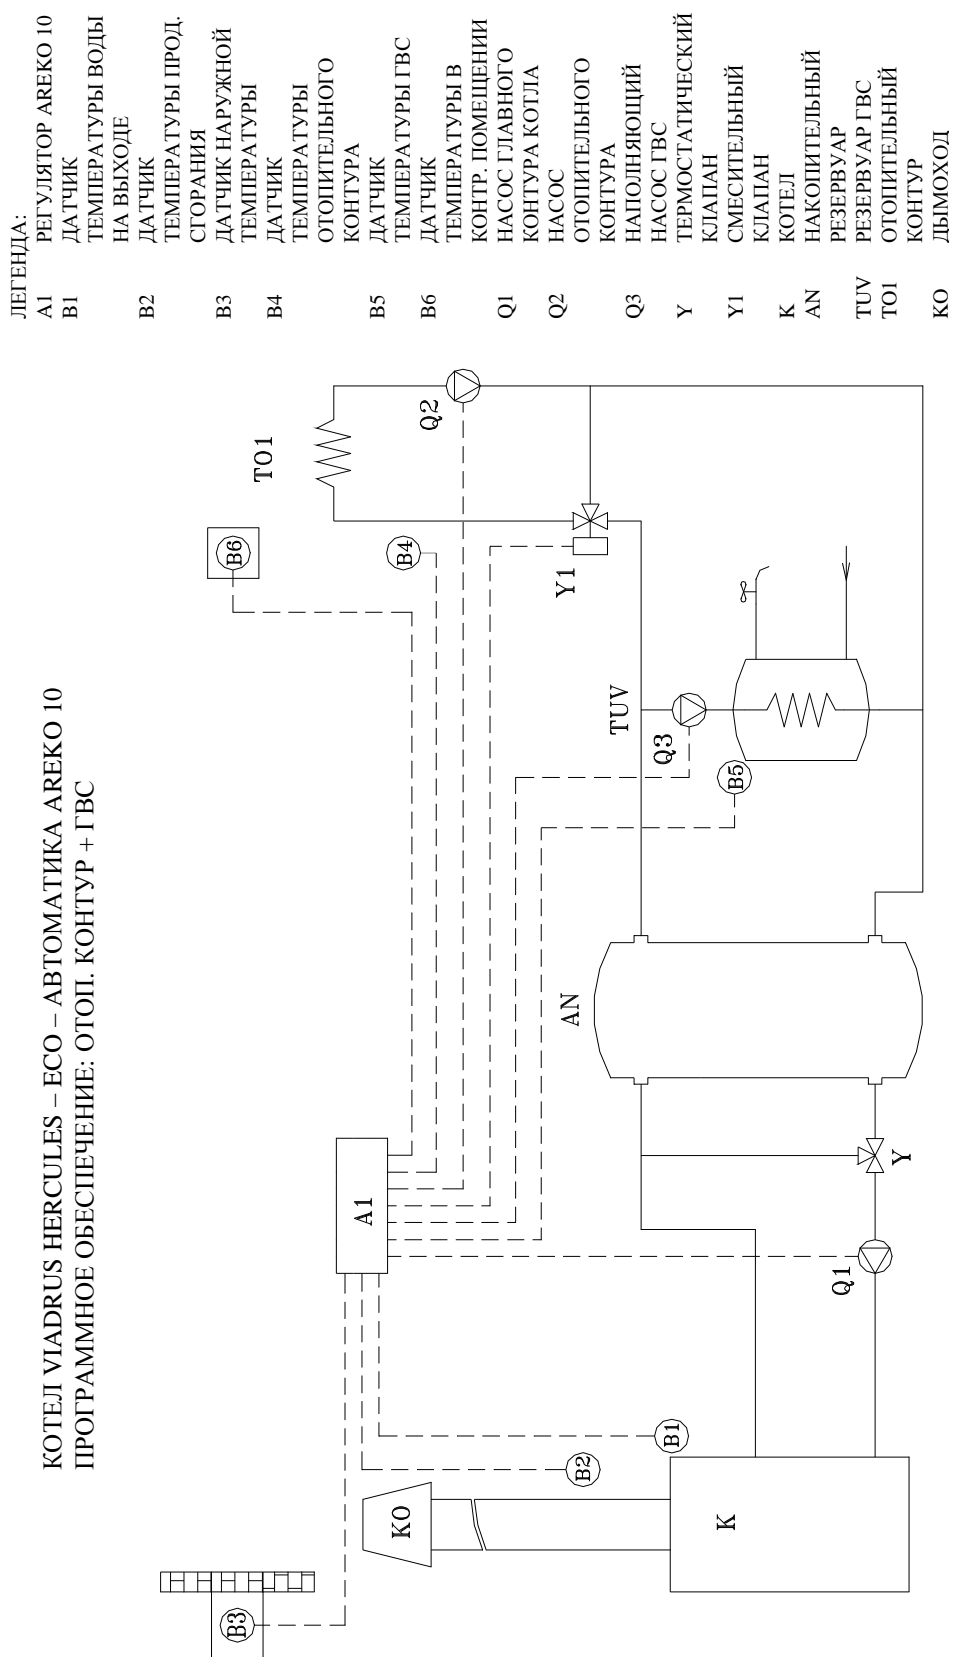 КОТЕЛ VIADRUS HERCULES – ECO – АВТОМАТИКА AREKO 10
ПРОГРАММНОЕ ОБЕСПЕЧЕНИЕ: ОТОП. КОНТУР + ГВС
B3
KO
B2
B1
K
A1
Q1
Y
AN
B5
Q3
TUV
Y1
B4
B6
TO1
Q2
ЛЕГЕНДА:
A1 РЕГУЛЯТОР AREKO 10
B1 ДАТЧИК
ТЕМПЕРАТУРЫ ВОДЫ
НА ВЫХОДЕ
B2 ДАТЧИК
ТЕМПЕРАТУРЫ ПРОД.
СГОРАНИЯ
B3 ДАТЧИК НАРУЖНОЙ
ТЕМПЕРАТУРЫ
B4 ДАТЧИК
ТЕМПЕРАТУРЫ
ОТОПИТЕЛЬНОГО
КОНТУРА
B5 ДАТЧИК
ТЕМПЕРАТУРЫ ГВС
B6 ДАТЧИК
ТЕМПЕРАТУРЫ В
КОНТР. ПОМЕЩЕНИИ
Q1 НАСОС ГЛАВНОГО
КОНТУРА КОТЛА
Q2 НАСОС
ОТОПИТЕЛЬНОГО
КОНТУРА
Q3 НАПОЛНЯЮЩИЙ
НАСОС ГВС
Y ТЕРМОСТАТИЧЕСКИЙ
КЛАПАН
Y1 СМЕСИТЕЛЬНЫЙ
КЛАПАН
K КОТЕЛ
AN НАКОПИТЕЛЬНЫЙ
РЕЗЕРВУАР
TUV РЕЗЕРВУАР ГВС
TO1 ОТОПИТЕЛЬНЫЙ
КОНТУР
KO ДЫМОХОД